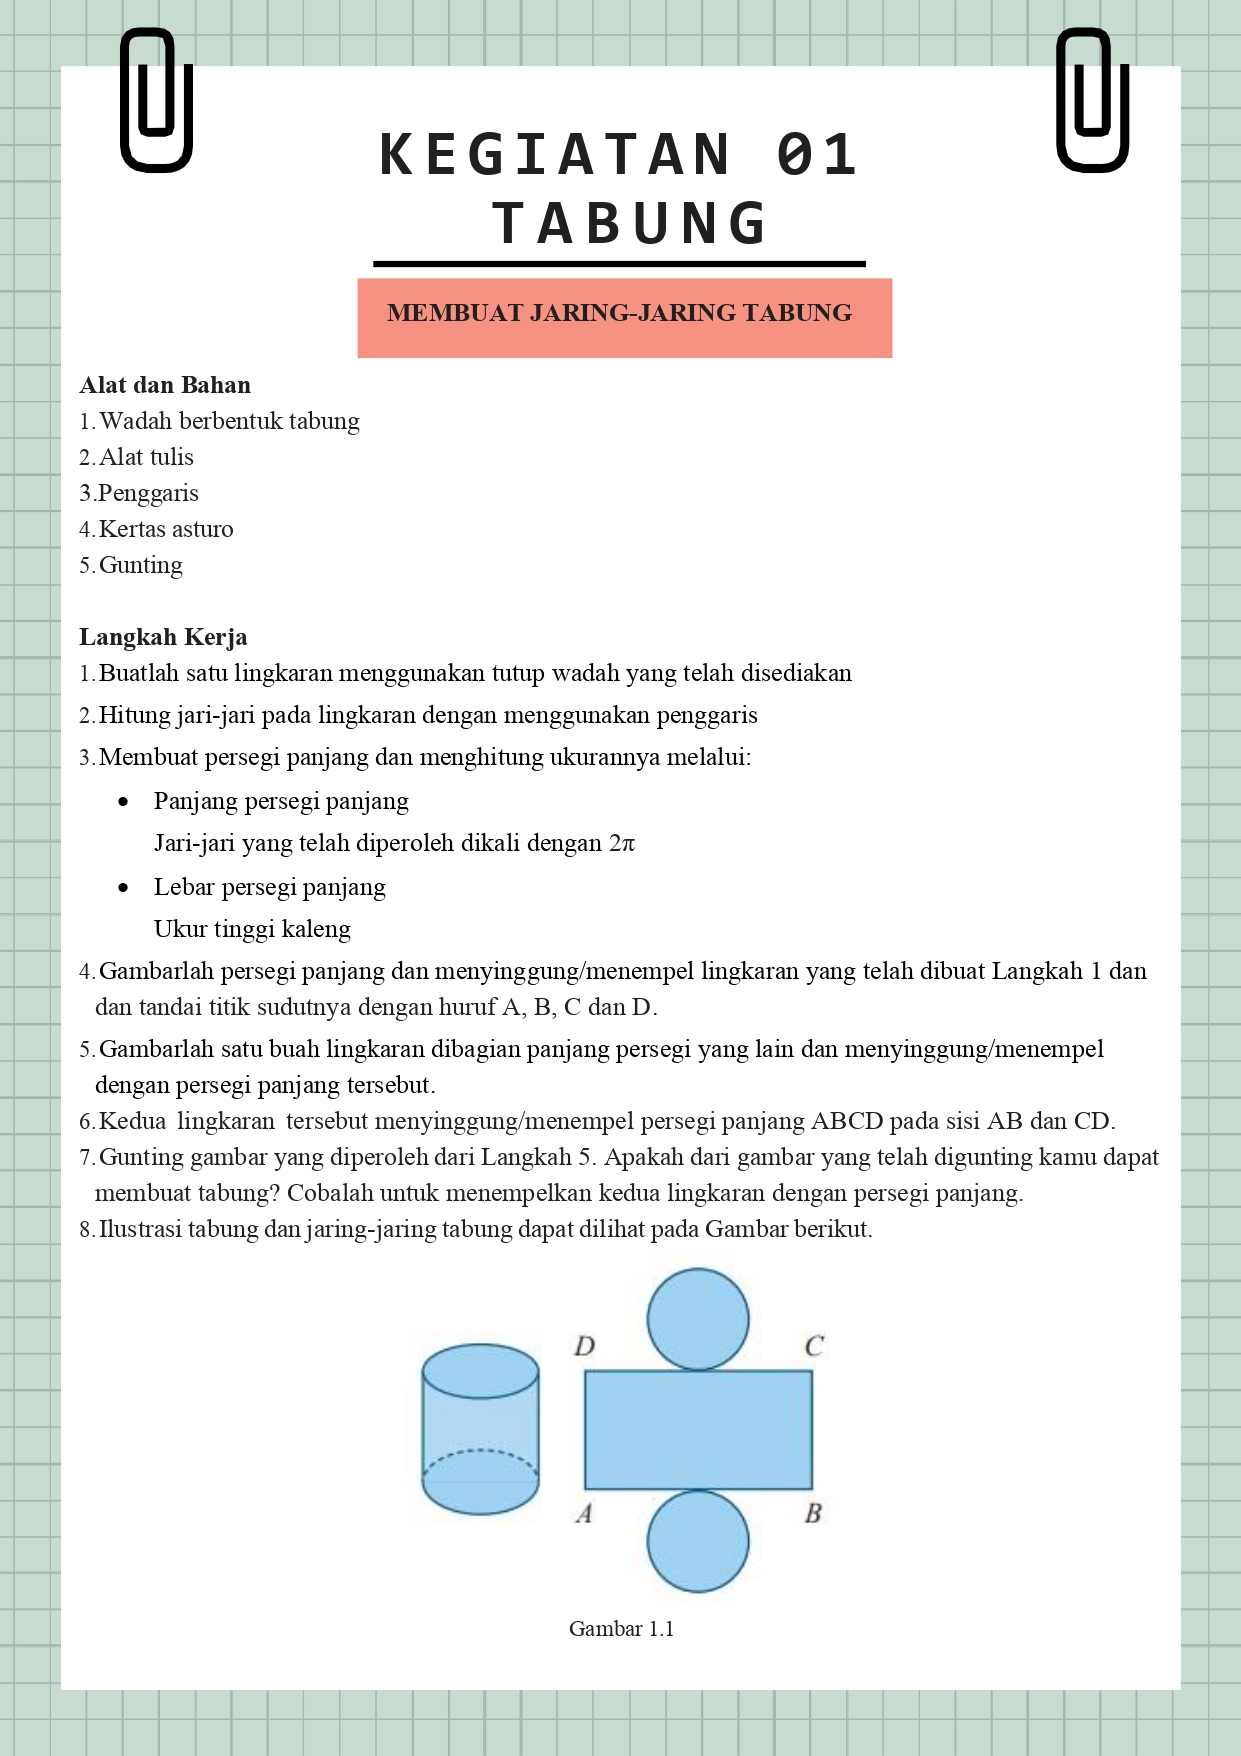 KEGIATAN 01
TABUNG
MEMBUAT JARING-JARING TABUNG
Alat dan Bahan
1. Wadah berbentuk tabung
2. Alat tulis
3. Penggaris
4. Kertas asturo
5. Gunting
Langkah Kerja
1. Buatlah satu lingkaran menggunakan tutup wadah yang telah disediakan
2. Hitung jari-jari pada lingkaran dengan menggunakan penggaris
3. Membuat persegi panjang dan menghitung ukurannya melalui:
• Panjang persegi panjang
Jari-jari yang telah diperoleh dikali dengan 2π
• Lebar persegi panjang
Ukur tinggi kaleng
4. Gambarlah persegi panjang dan menyinggung/menempel lingkaran yang telah dibuat Langkah 1 dan
dan tandai titik sudutnya dengan huruf A, B, C dan D.
5. Gambarlah satu buah lingkaran dibagian panjang persegi yang lain dan menyinggung/menempel
dengan persegi panjang tersebut.
6. Kedua lingkaran tersebut menyinggung/menempel persegi panjang ABCD pada sisi AB dan CD.
7. Gunting gambar yang diperoleh dari Langkah 5. Apakah dari gambar yang telah digunting kamu dapat
membuat tabung? Cobalah untuk menempelkan kedua lingkaran dengan persegi panjang.
8. Ilustrasi tabung dan jaring-jaring tabung dapat dilihat pada Gambar berikut.
D C
A B
Gambar 1.1